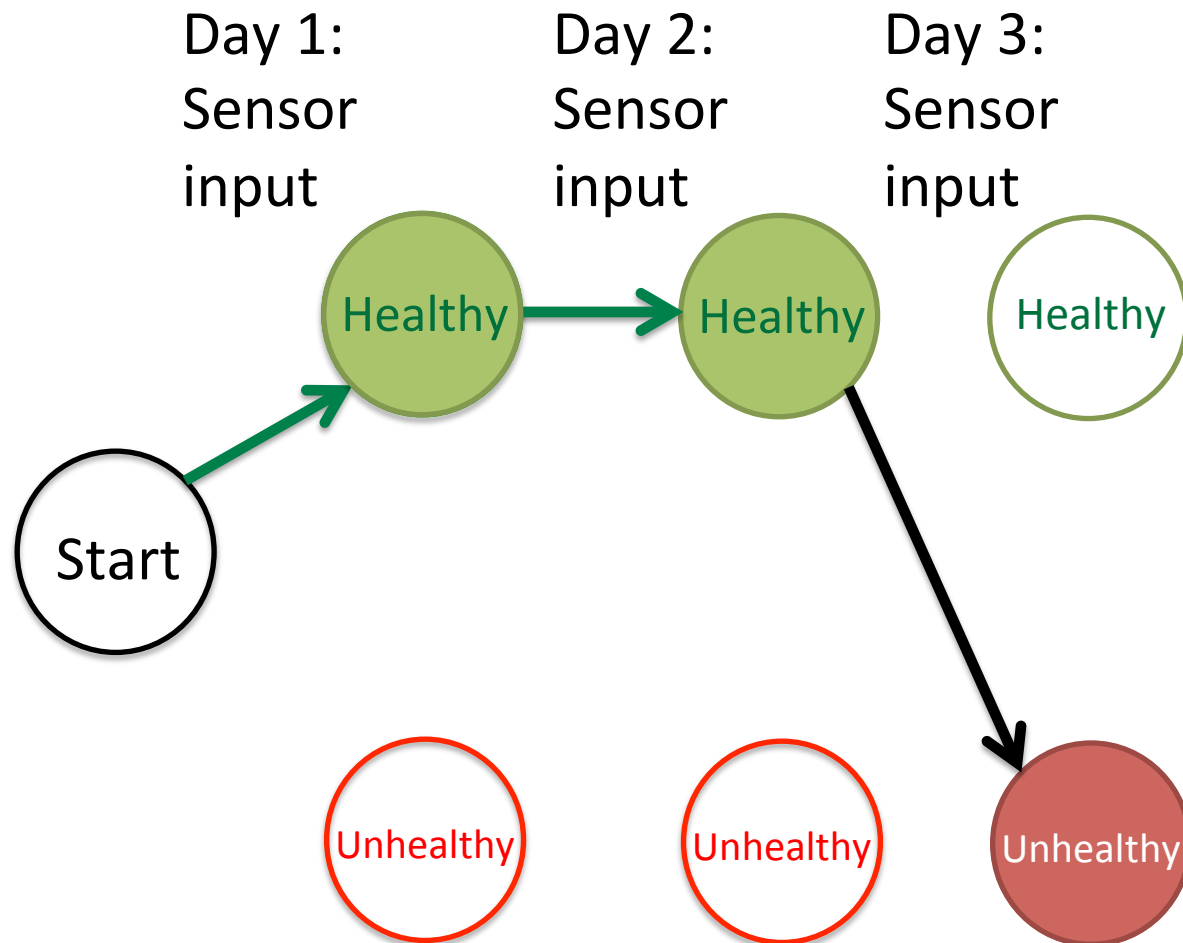 Day 1:
Sensor
input
Day 2:
Sensor
input
Day 3:
Sensor
input
Healthy
Healthy
Healthy
Start
Unhealthy
Unhealthy
Unhealthy